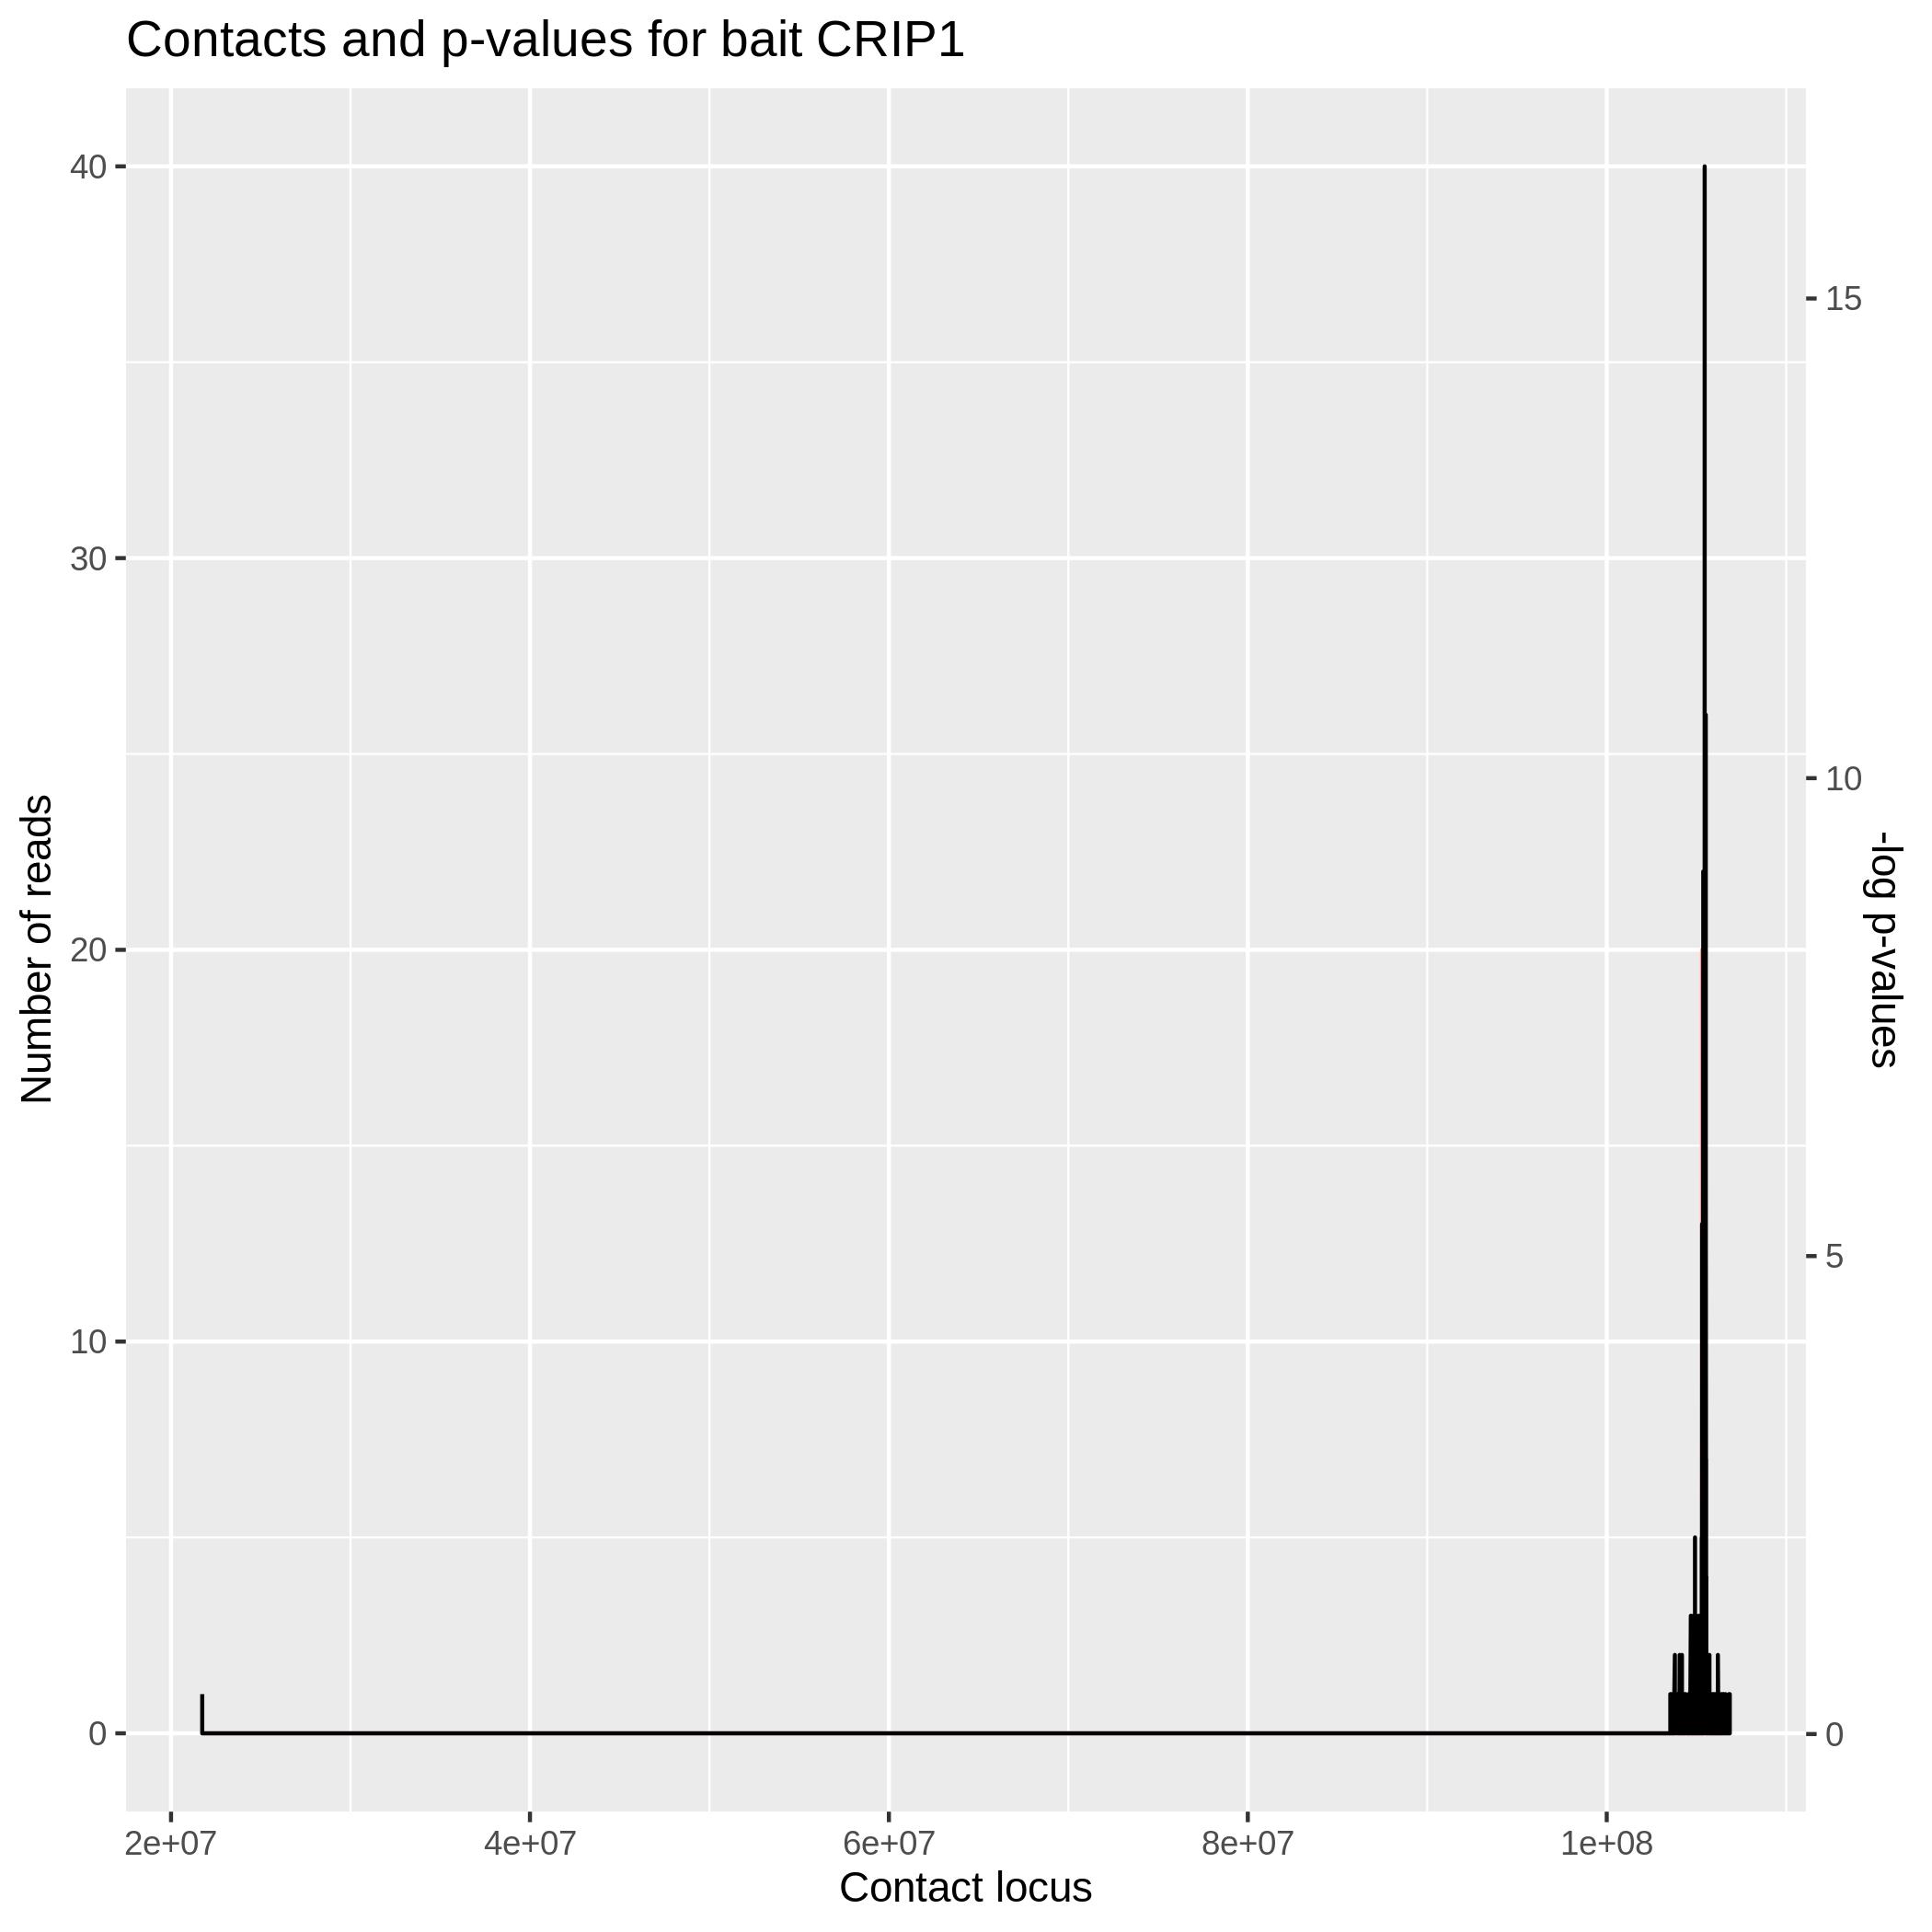 Contacts and p-values for bait CRIP1
40
30
20
10
0
Number of reads
15
10
5
0
-log p-values
2e+07 4e+07 6e+07 8e+07 1e+08
Contact locus